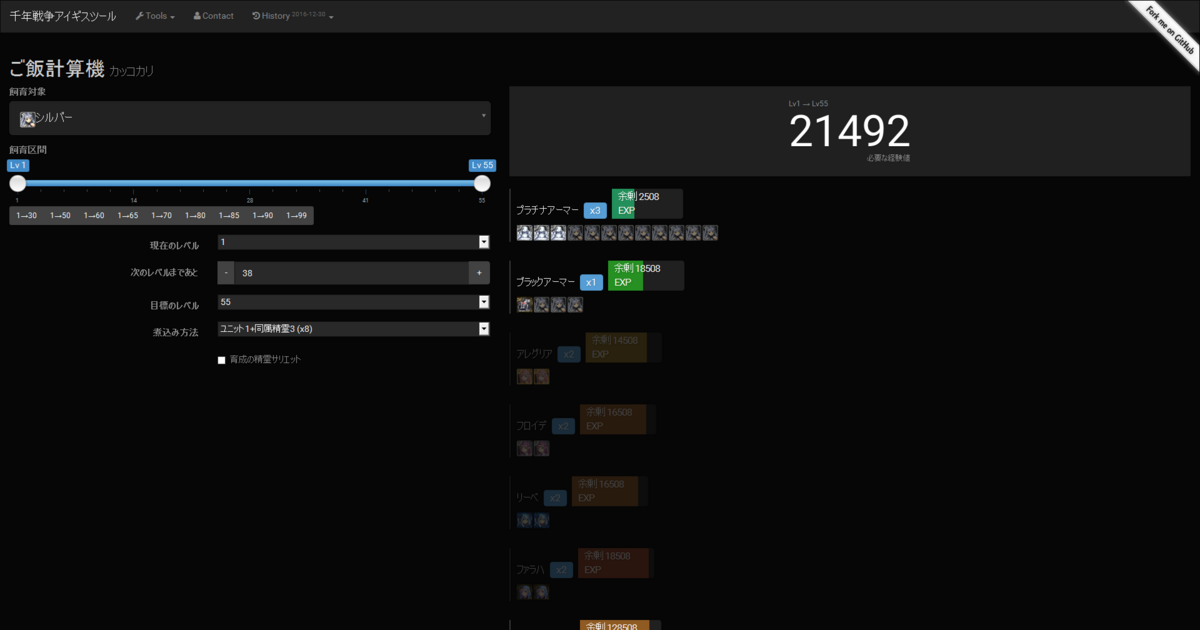 千年戦争アイギスツール
Tools
Contact
History 2016-12-30
Fork me on GitHub
ご飯計算機 カッコカリ
飼育対象
シルバー
飼育区間
Lv 1
Lv 55
1
14
28
41
55
1→30 1→50 1→60 1→65 1→70 1→80 1→85 1→90 1→99
現在のレベル
1
次のレベルまであと
-
38
+
目標のレベル
55
煮込み方法
ユニット1+同属精霊3 (x8)
育成の精霊サリエット
Lv1 → Lv55
21492
必要な経験値
プラチナアーマー x3 余剰 2508 EXP
ブラックアーマー x1 余剰 18508 EXP
アレグリア x2 余剰 14508 EXP
フロイデ x2 余剰 16508 EXP
リーベ x2 余剰 16508 EXP
ファラハ x2 余剰 18508 EXP
余剰 128508